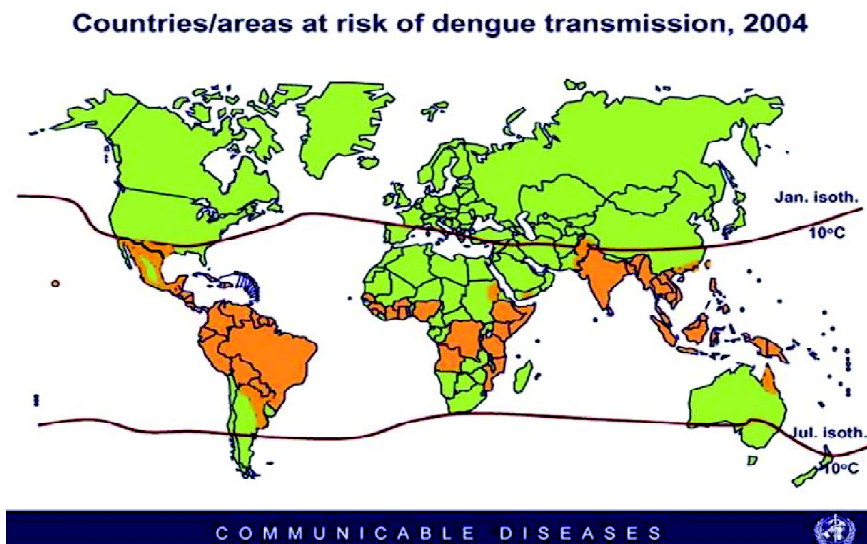 Countries/areas at risk of dengue transmission, 2004
Jan. isoth.
10°C
Jul. isoth.
10°C
COMMUNICABLE DISEASES